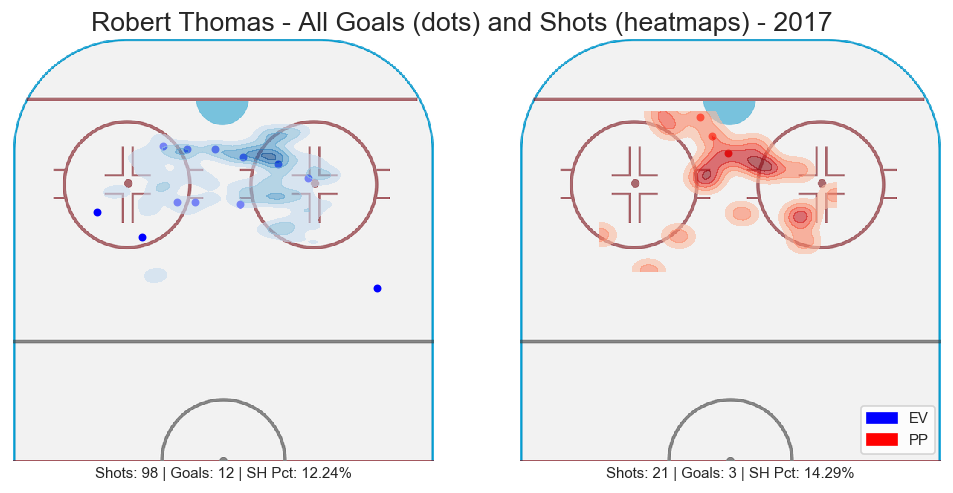 Robert Thomas - All Goals (dots) and Shots (heatmaps) - 2017
EV
PP
Shots: 98 | Goals: 12 | SH Pct: 12.24%
Shots: 21 | Goals: 3 | SH Pct: 14.29%